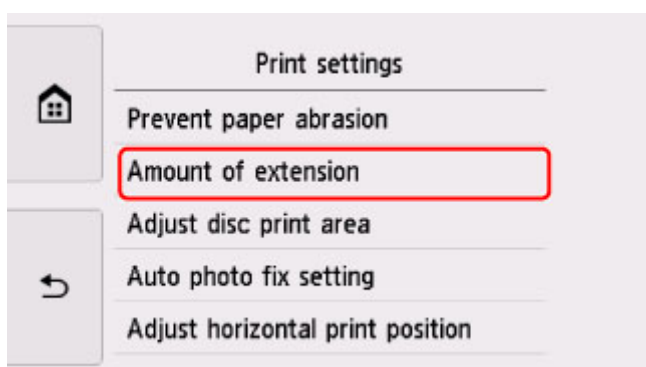 Print settings
Prevent paper abrasion
Amount of extension
Adjust disc print area
Auto photo fix setting
Adjust horizontal print position